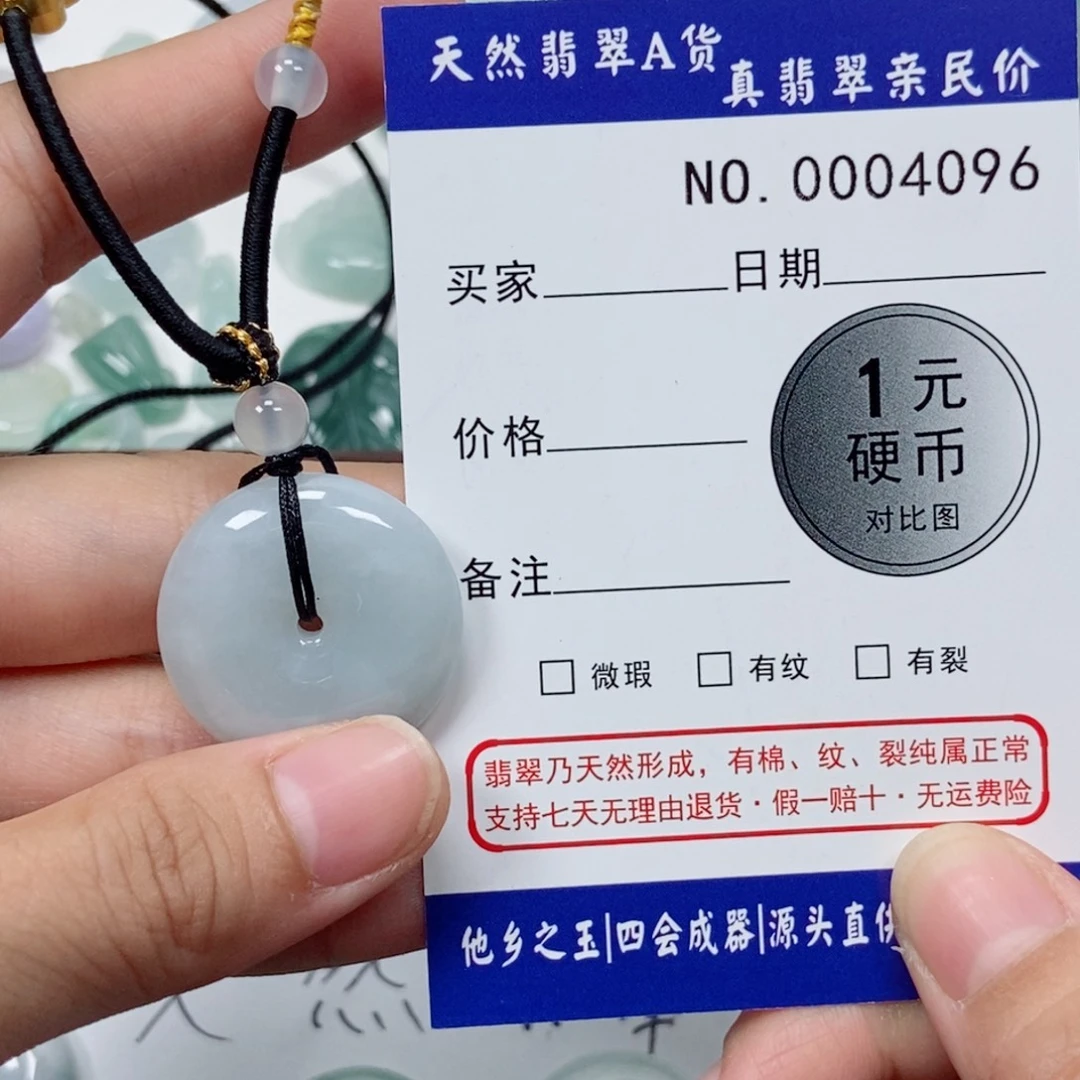 天然翡翠A货
真翡翠亲民价
NO. 0004096
买家 日期
1元
硬币
对比图
价格
备注
微瑕 有纹 有裂
翡翠乃天然形成，有棉、纹、裂纯属正常
支持七天无理由退货·假一赔十·无运费险
他乡之玉|四会成器|源头直供